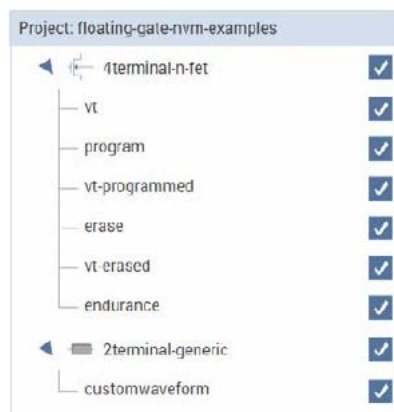 Project: floating-gate-nvm-examples
4terminal-n-fet
vt
program
vt-programmed
erase
vt-erased
endurance
2terminal-generic
customwaveform